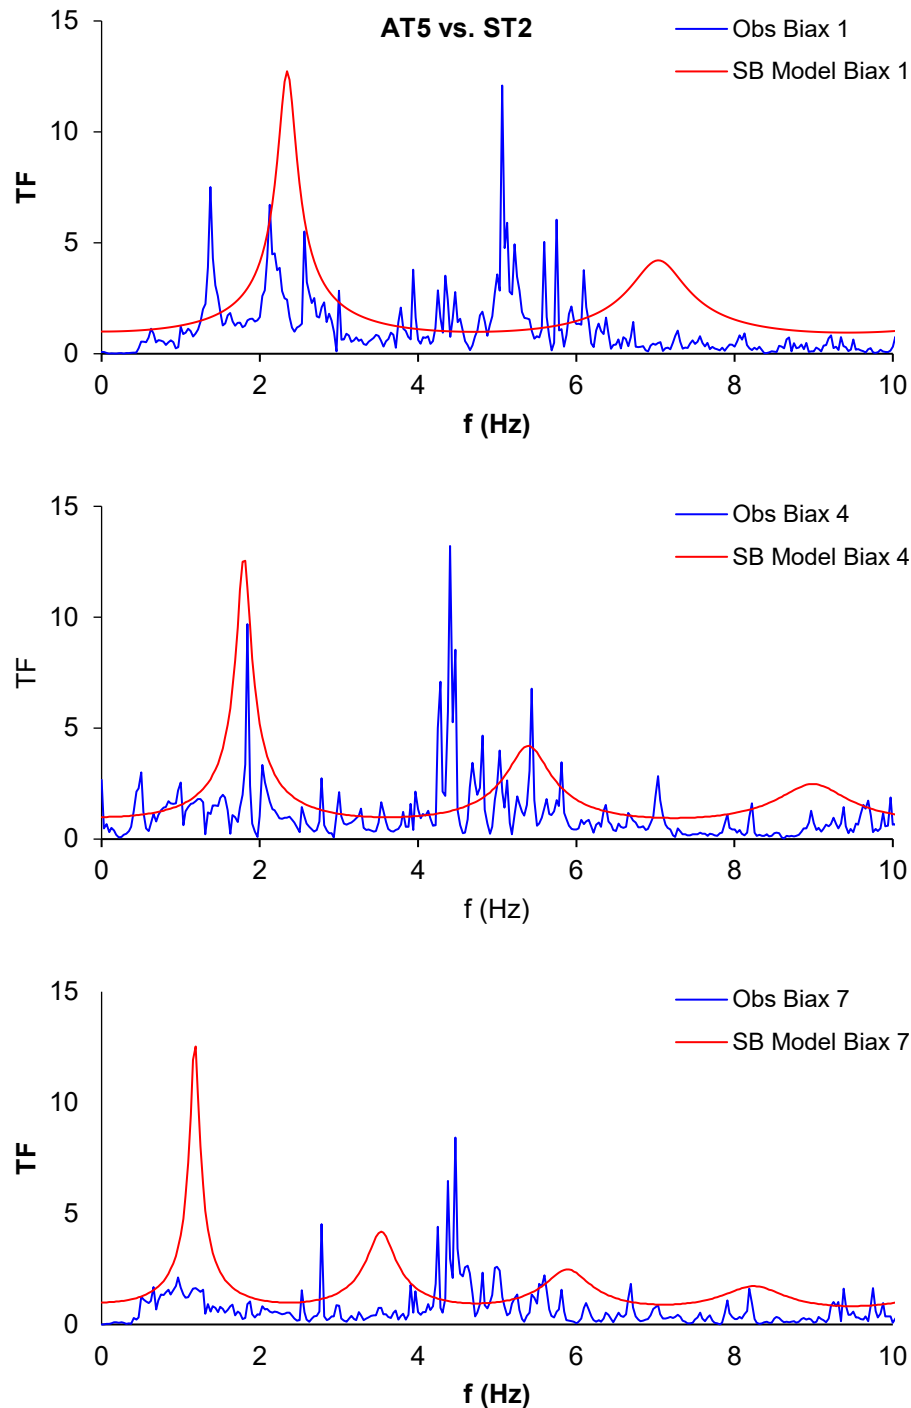 AT5 vs. ST2
Obs Biax 1
SB Model Biax 1
15
10
5
0
TF
0 2 4 6 8 10
f (Hz)
Obs Biax 4
SB Model Biax 4
15
10
5
0
TF
0 2 4 6 8 10
f (Hz)
Obs Biax 7
SB Model Biax 7
15
10
5
0
TF
0 2 4 6 8 10
f (Hz)